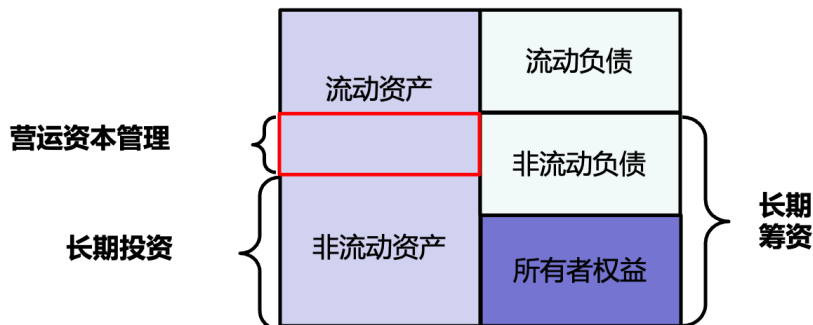 流动资产
流动负债
营运资本管理
非流动负债
长期投资
非流动资产
所有者权益
长期
筹资